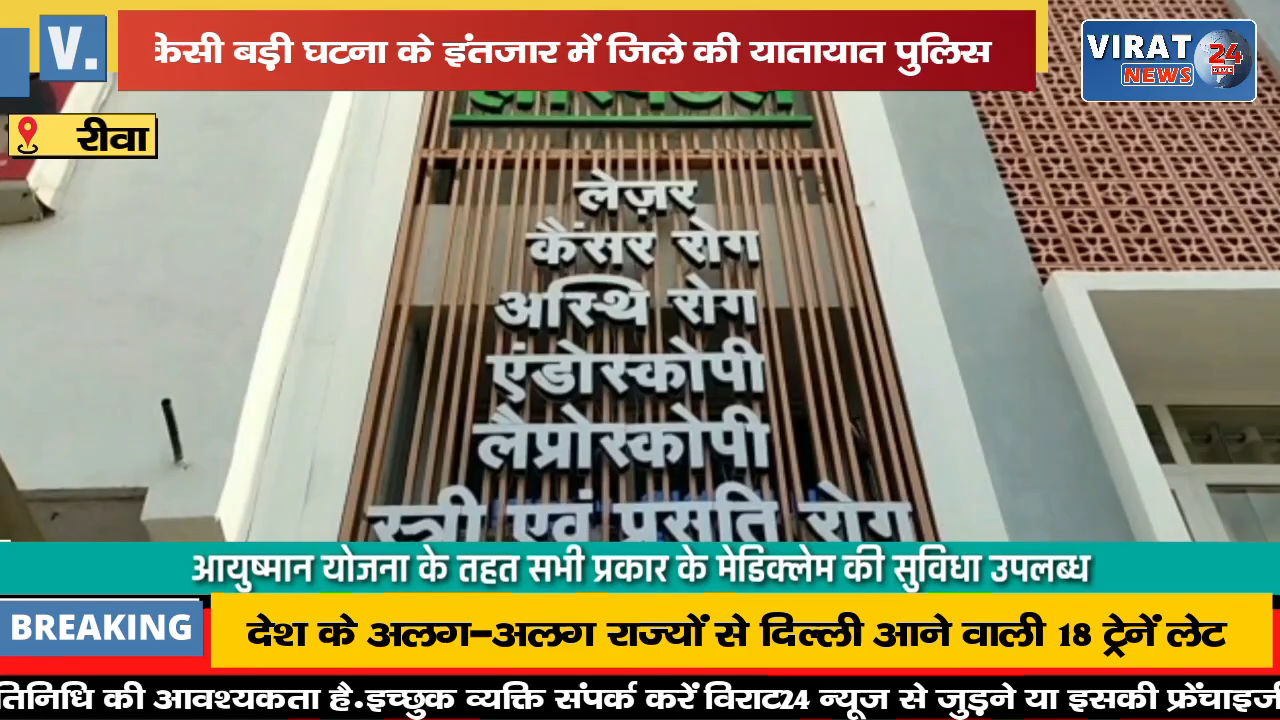 V.
केसी बड़ी घटना के इंतजार में जिले की यातायात पुलिस
VIRAT 24
NEWS LIVE
रीवा
लेज़र
कैंसर रोग
अस्थि रोग
एंडोस्कोपी
लैप्रोस्कोपी
स्त्री एवं प्रसूति रोग
आयुष्मान योजना के तहत सभी प्रकार के मेडिक्लेम की सुविधा उपलब्ध
BREAKING
देश के अलग-अलग राज्यों से दिल्ली आने वाली 18 ट्रेनें लेट
तिनिधि की आवश्यकता है.इच्छुक व्यक्ति संपर्क करें विराट24 न्यूज से जुड़ने या इसकी फ्रेंचाइजी